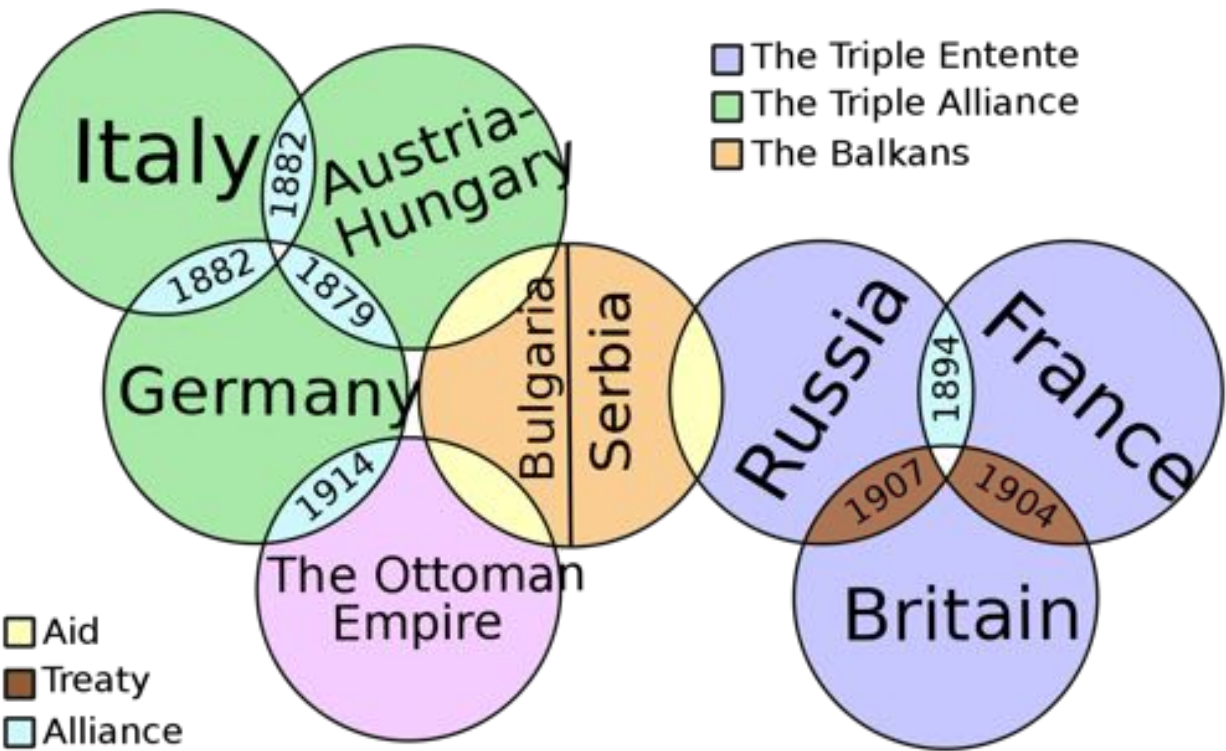 The Triple Entente
The Triple Alliance
The Balkans
Italy
1882
Austria-
Hungary
1882
1879
Germany
Bulgaria
Serbia
Russia
1894
France
1914
1907
1904
The Ottoman
Empire
Britain
Aid
Treaty
Alliance